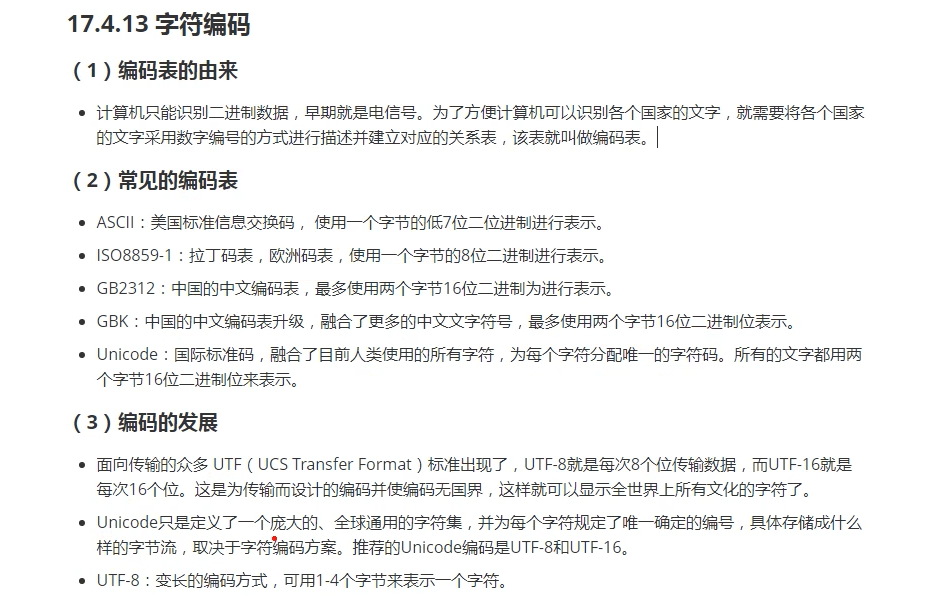 17.4.13 字符编码
（1）编码表的由来
计算机只能识别二进制数据，早期就是电信号。为了方便计算机可以识别各个国家的文字，就需要将各个国家
的文字采用数字编号的方式进行描述并建立对应的关系表，该表就叫做编码表。
（2）常见的编码表
ASCII：美国标准信息交换码， 使用一个字节的低7位二位进制进行表示。
ISO8859-1：拉丁码表，欧洲码表，使用一个字节的8位二进制进行表示。
GB2312：中国的中文编码表，最多使用两个字节16位二进制为进行表示。
GBK：中国的中文编码表升级，融合了更多的中文文字符号，最多使用两个字节16位二进制位表示。
Unicode：国际标准码，融合了目前人类使用的所有字符，为每个字符分配唯一的字符码。所有的文字都用两
个字节16位二进制位来表示。
（3）编码的发展
面向传输的众多 UTF（UCS Transfer Format）标准出现了，UTF-8就是每次8个位传输数据，而UTF-16就是
每次16个位。这是为传输而设计的编码并使编码无国界，这样就可以显示全世界上所有文化的字符了。
Unicode只是定义了一个庞大的、全球通用的字符集，并为每个字符规定了唯一确定的编号，具体存储成什么
样的字节流，取决于字符编码方案。推荐的Unicode编码是UTF-8和UTF-16。
UTF-8：变长的编码方式，可用1-4个字节来表示一个字符。